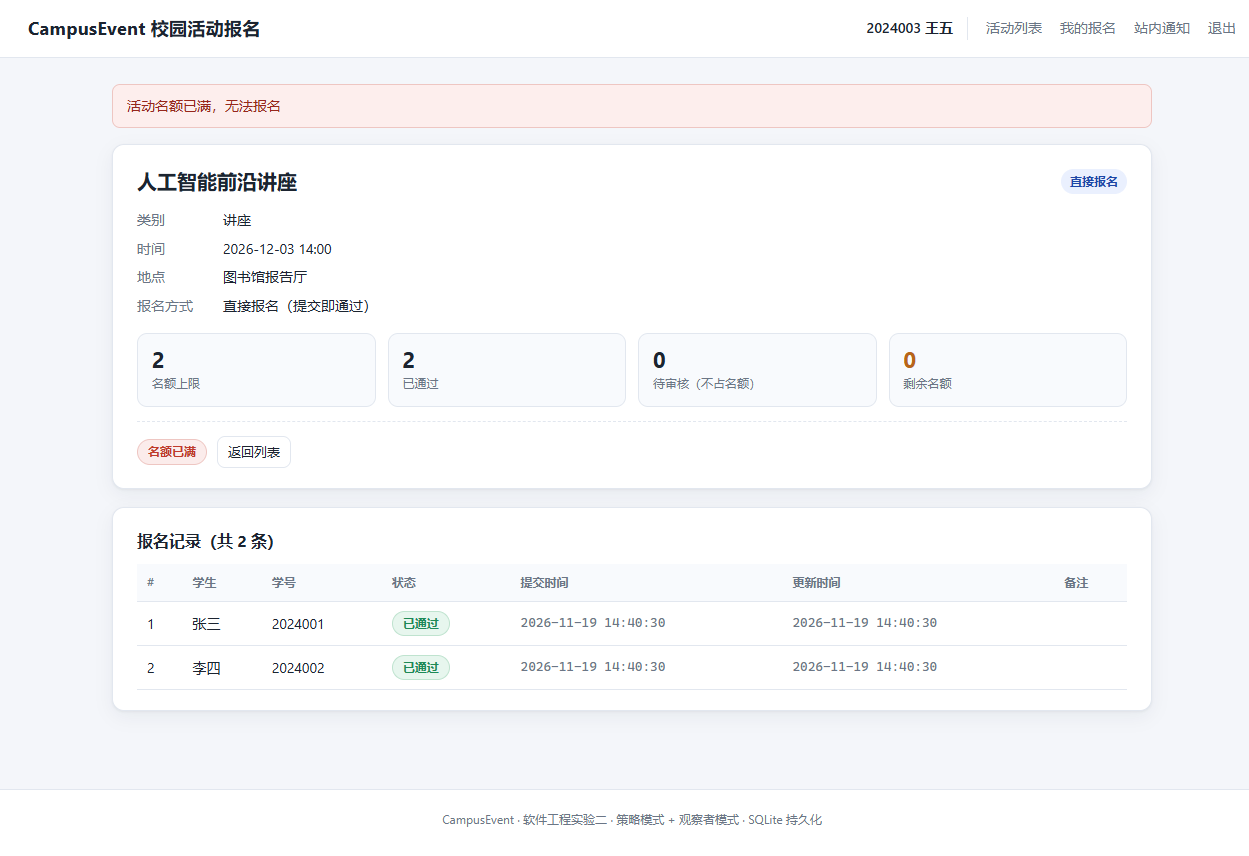 CampusEvent 校园活动报名
2024003 王五 活动列表 我的报名 站内通知 退出
活动名额已满，无法报名
人工智能前沿讲座 直接报名
类别 讲座
时间 2026-12-03 14:00
地点 图书馆报告厅
报名方式 直接报名（提交即通过）
2 2 0 0
名额上限 已通过 待审核（不占名额） 剩余名额
名额已满 返回列表
报名记录（共 2 条）
# 学生 学号 状态 提交时间 更新时间 备注
1 张三 2024001 已通过 2026-11-19 14:40:30 2026-11-19 14:40:30
2 李四 2024002 已通过 2026-11-19 14:40:30 2026-11-19 14:40:30
CampusEvent · 软件工程实验二 · 策略模式 + 观察者模式 · SQLite 持久化